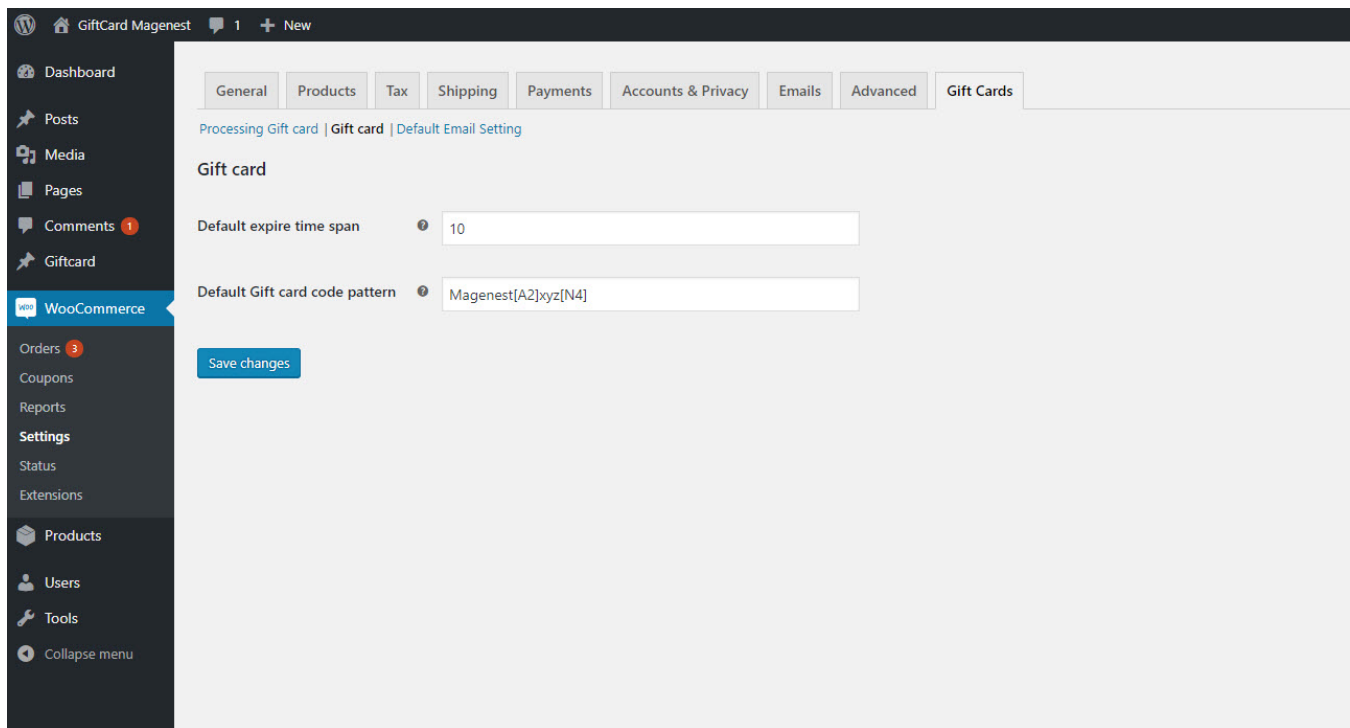 GiftCard Magenest 1 New
Dashboard
Posts
Media
Pages
Comments 1
Giftcard
WooCommerce
Orders 3
Coupons
Reports
Settings
Status
Extensions
Products
Users
Tools
Collapse menu
General Products Tax Shipping Payments Accounts & Privacy Emails Advanced Gift Cards
Processing Gift card | Gift card | Default Email Setting
Gift card
Default expire time span 10
Default Gift card code pattern Magenest[A2]xyz[N4]
Save changes